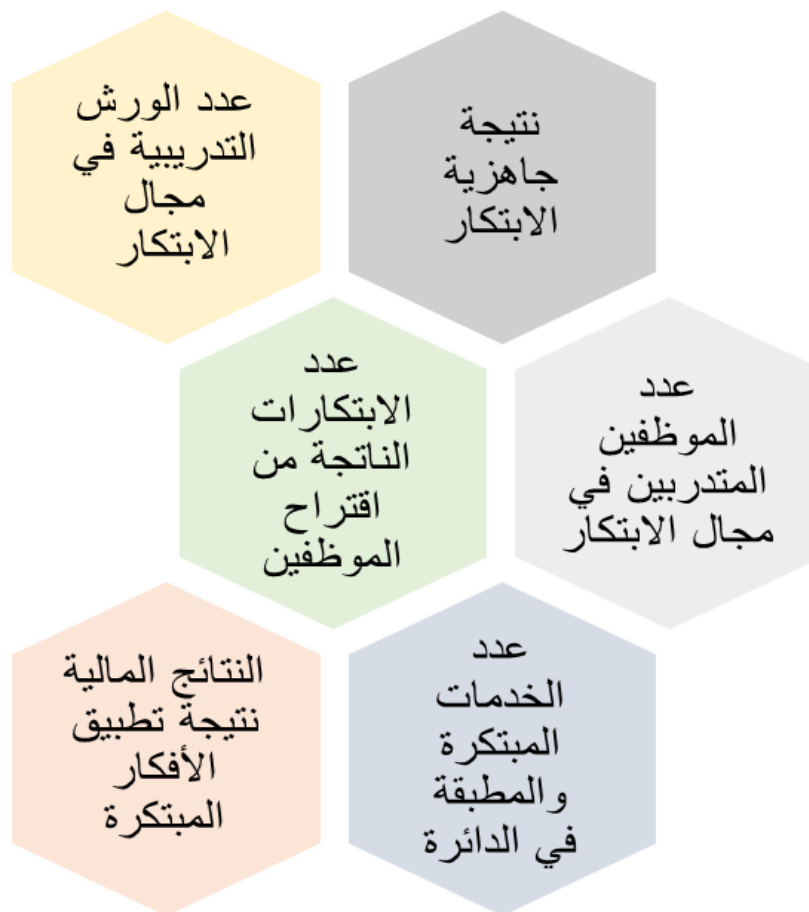 نتيجة
جاهزية
الابتكار
عدد الورش
التدريبية في
مجال
الابتكار
عدد
الموظفين
المتدربين في
مجال الابتكار
عدد
الابتكارات
الناتجة من
اقتراح
الموظفين
عدد
الخدمات
المبتكرة
والمطبقة
في الدائرة
النتائج المالية
نتيجة تطبيق
الأفكار
المبتكرة